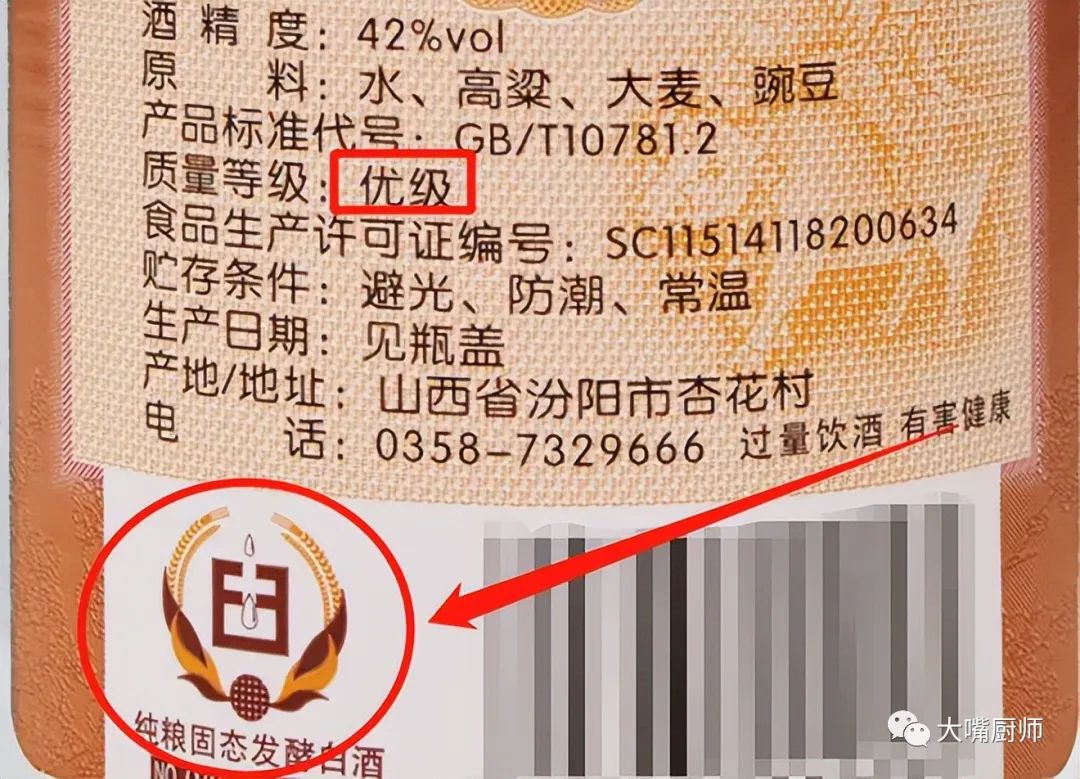 酒精度：42%vol
原料：水、高粱、大麦、豌豆
产品标准代号：GB/T10781.2
质量等级：优级
食品生产许可证编号：SC11514118200634
贮存条件：避光、防潮、常温
生产日期：见瓶盖
产地/地址：山西省汾阳市杏花村
电话：0358-7329666 过量饮酒 有害健康
纯粮固态发酵白酒
大嘴厨师